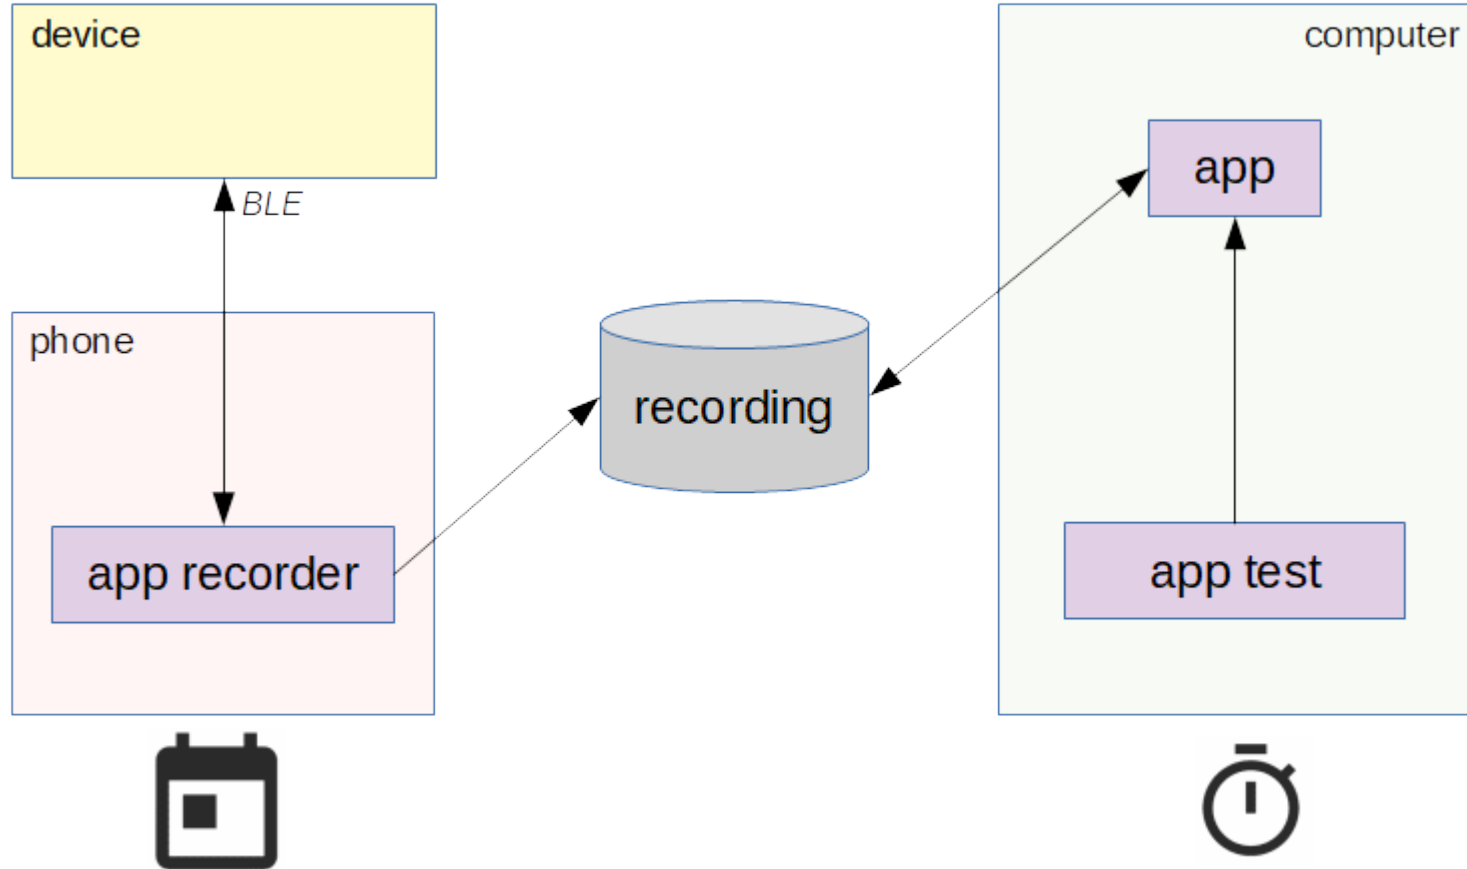 device
computer
app
BLE
phone
recording
app recorder
app test